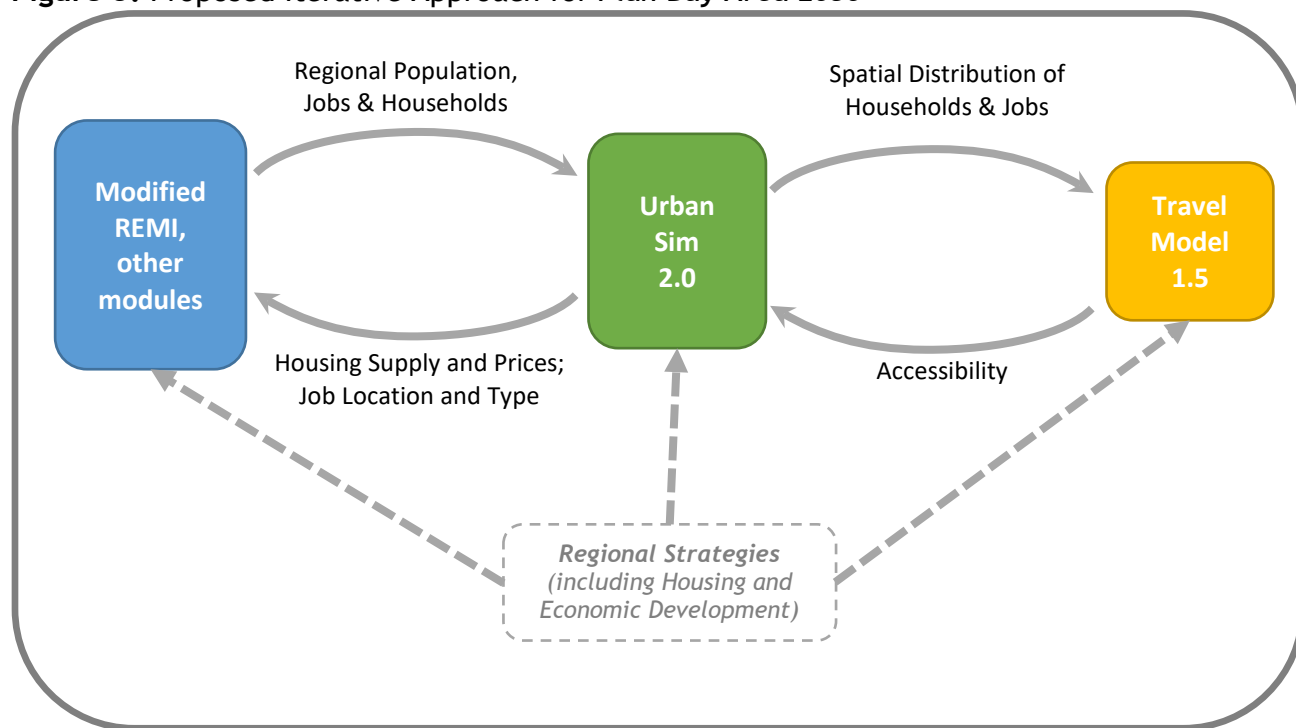 Regional Population,
Jobs & Households
Spatial Distribution of
Households & Jobs
Modified
REMI,
other
modules
Urban
Sim
2.0
Travel
Model
1.5
Housing Supply and Prices;
Job Location and Type
Accessibility
Regional Strategies
(including Housing and
Economic Development)